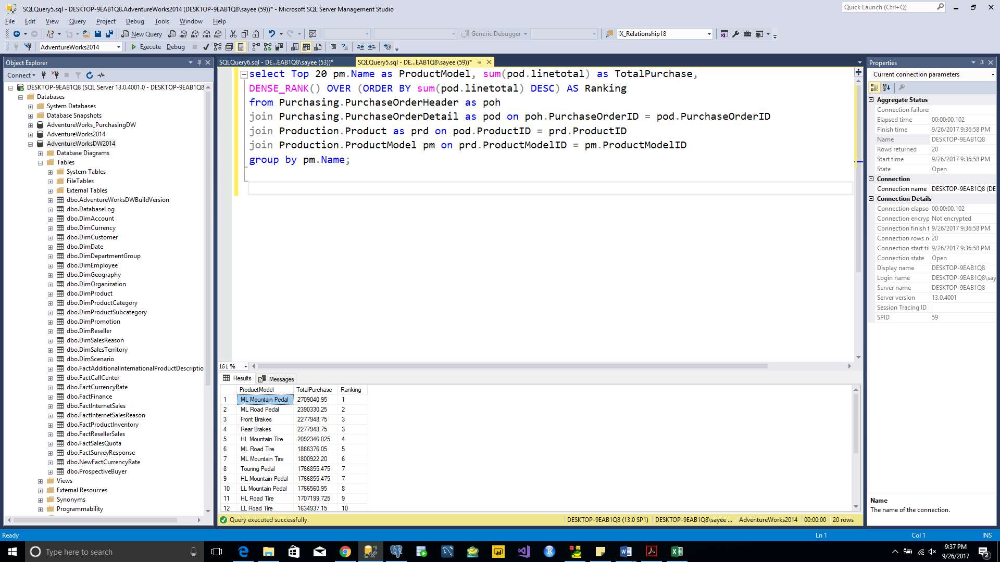 SQLQuery5.sql - DESKTOP-9EAB1Q8.AdventureWorks2014 (DESKTOP-9EAB1Q8\sayee (59))* - Microsoft SQL Server Management Studio
Quick Launch (Ctrl+Q)
File Edit View Query Project Debug Tools Window Help
New Query
MDX DMX XMLA DAX
Generic Debugger
IX_Relationship18
AdventureWorks2014
Execute Debug
Object Explorer
Connect
DESKTOP-9EAB1Q8 (SQL Server 13.0.4001.0 - DESKTOP-9EAB1Q8
Databases
System Databases
Database Snapshots
AdventureWorks_PurchasingDW
AdventureWorks2014
AdventureWorksDW2014
Database Diagrams
Tables
System Tables
FileTables
External Tables
dbo.AdventureWorksDWBuildVersion
dbo.DatabaseLog
dbo.DimAccount
dbo.DimCurrency
dbo.DimCustomer
dbo.DimDate
dbo.DimDepartmentGroup
dbo.DimEmployee
dbo.DimGeography
dbo.DimOrganization
dbo.DimProduct
dbo.DimProductCategory
dbo.DimProductSubcategory
dbo.DimPromotion
dbo.DimReseller
dbo.DimSalesReason
dbo.DimSalesTerritory
dbo.DimScenario
dbo.FactAdditionalInternationalProductDescriptio
dbo.FactCallCenter
dbo.FactCurrencyRate
dbo.FactFinance
dbo.FactInternetSales
dbo.FactInternetSalesReason
dbo.FactProductInventory
dbo.FactResellerSales
dbo.FactSalesQuota
dbo.FactSurveyResponse
dbo.NewFactCurrencyRate
dbo.ProspectiveBuyer
Views
External Resources
Synonyms
Programmability
SQLQuery6.sql - DE...EAB1Q8\sayee (53))*
SQLQuery5.sql - DE...EAB1Q8\sayee (59))*
select Top 20 pm.Name as ProductModel, sum(pod.linetotal) as TotalPurchase,
DENSE_RANK() OVER (ORDER BY sum(pod.linetotal) DESC) AS Ranking
from Purchasing.PurchaseOrderHeader as poh
join Purchasing.PurchaseOrderDetail as pod on poh.PurchaseOrderID = pod.PurchaseOrderID
join Production.Product as prd on pod.ProductID = prd.ProductID
join Production.ProductModel pm on prd.ProductModelID = pm.ProductModelID
group by pm.Name;
161 %
Results Messages
ProductModel TotalPurchase Ranking
1 ML Mountain Pedal 2709040.95 1
2 ML Road Pedal 2390330.25 2
3 Front Brakes 2277948.75 3
4 Rear Brakes 2277948.75 3
5 HL Mountain Tire 2092346.025 4
6 ML Road Tire 1866376.05 5
7 ML Mountain Tire 1800922.20 6
8 Touring Pedal 1766855.475 7
9 HL Mountain Pedal 1766855.475 7
10 LL Mountain Pedal 1766560.95 8
11 HL Road Tire 1707199.725 9
12 LL Road Tire 1634937.15 10
Query executed successfully.
DESKTOP-9EAB1Q8 (13.0 SP1) DESKTOP-9EAB1Q8\sayee ... AdventureWorks2014 00:00:00 20 rows
Properties
Current connection parameters
Aggregate Status
Connection failures
Elapsed time 00:00:00.102
Finish time 9/26/2017 9:36:58 PM
Name DESKTOP-9EAB1Q8
Rows returned 20
Start time 9/26/2017 9:36:58 PM
State Open
Connection
Connection name DESKTOP-9EAB1Q8 (DE
Connection Details
Connection elapse 00:00:00.102
Connection encryp Not encrypted
Connection finish t 9/26/2017 9:36:58 PM
Connection rows re 20
Connection start ti 9/26/2017 9:36:58 PM
Connection state Open
Display name DESKTOP-9EAB1Q8
Login name DESKTOP-9EAB1Q8\say
Server name DESKTOP-9EAB1Q8
Server version 13.0.4001
Session Tracing ID
SPID 59
Name
The name of the connection.
Ready Ln 1 Col 1 INS
Type here to search
9:37 PM
9/26/2017
2